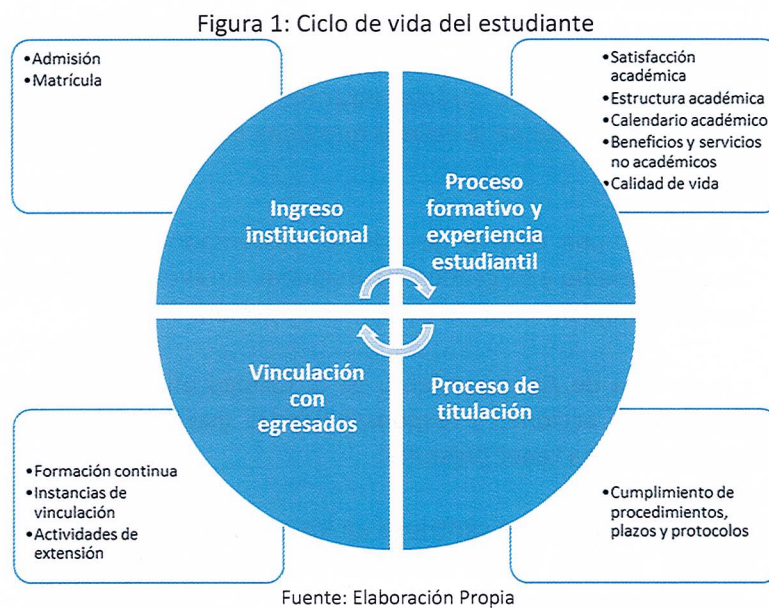 Figura 1: Ciclo de vida del estudiante
•Admisión
•Matrícula
•Satisfacción
académica
•Estructura académica
•Calendario académico
•Beneficios y servicios
no académicos
•Calidad de vida
Ingreso
institucional
Proceso
formativo y
experiencia
estudiantil
Vinculación
con
egresados
Proceso de
titulación
•Formación continua
•Instancias de
vinculación
•Actividades de
extensión
•Cumplimiento de
procedimientos,
plazos y protocolos
Fuente: Elaboración Propia